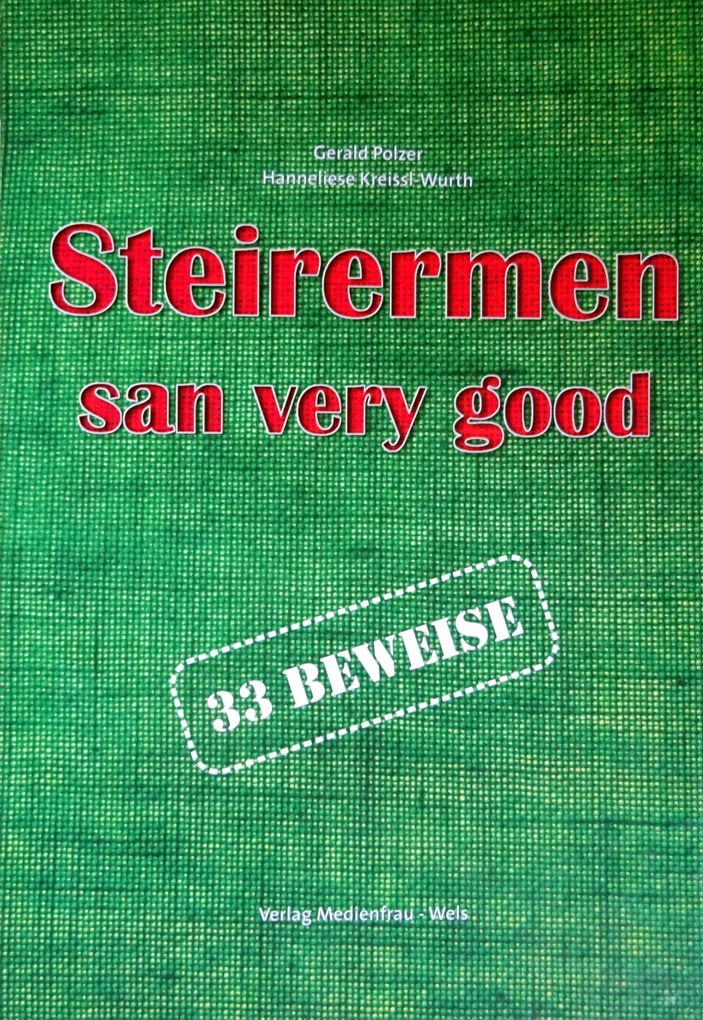 Gerald Polzer
Hanneliese Kreissl-Wurth
Steirermen
san very good
33 BEWEISE
Verlag Medienfrau - Wels